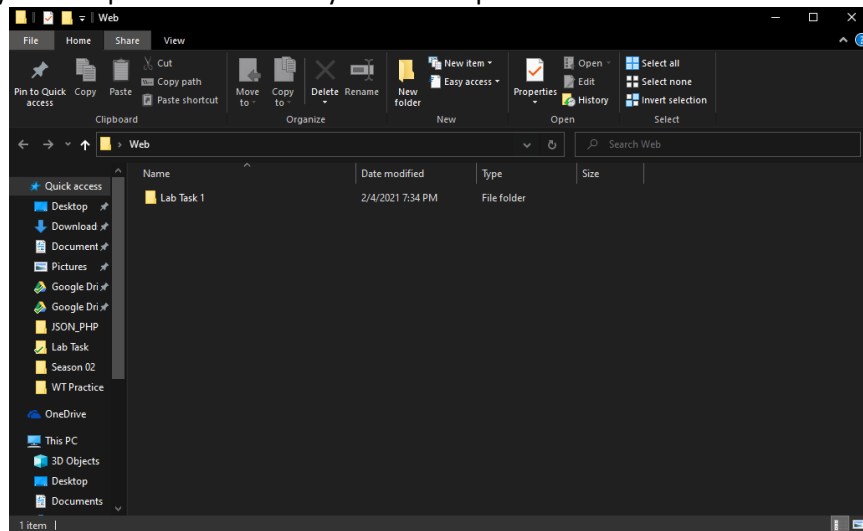 Web
File Home Share View
Pin to Quick access
Copy
Paste
Cut
Copy path
Paste shortcut
Clipboard
Move to
Copy to
Delete
Rename
Organize
New folder
New item
Easy access
New
Properties
Open
Edit
History
Open
Select all
Select none
Invert selection
Select
Web
Search Web
Name Date modified Type Size
Lab Task 1 2/4/2021 7:34 PM File folder
Quick access
Desktop
Download
Document
Pictures
Google Dri
Google Dri
JSON_PHP
Lab Task
Season 02
WT Practice
OneDrive
This PC
3D Objects
Desktop
Documents
1 item